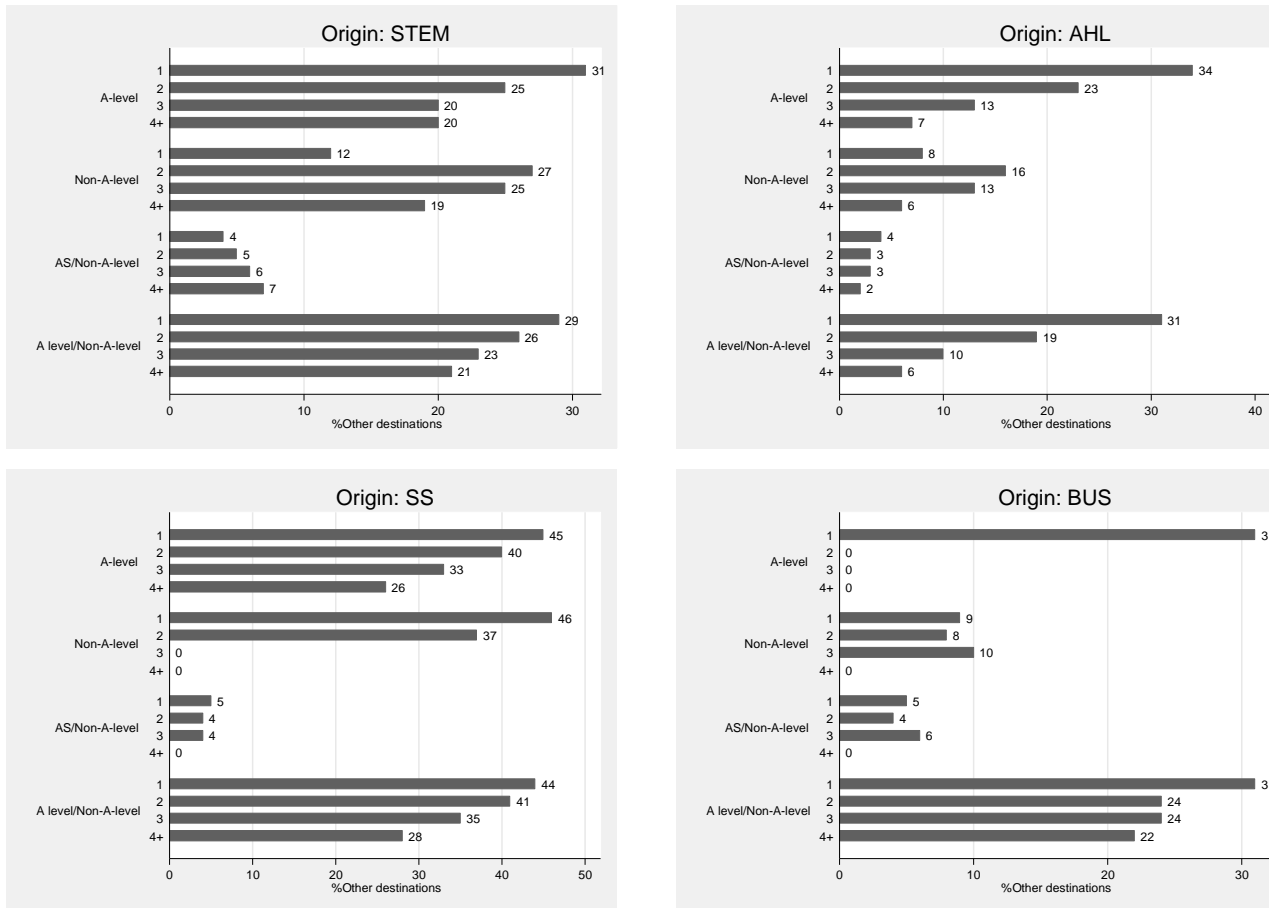 Origin: STEM
A-level
1 31
2 25
3 20
4+ 20
Non-A-level
1 12
2 27
3 25
4+ 19
AS/Non-A-level
1 4
2 5
3 6
4+ 7
A level/Non-A-level
1 29
2 26
3 23
4+ 21
0 10 20 30
%Other destinations
Origin: AHL
A-level
1 34
2 23
3 13
4+ 7
Non-A-level
1 8
2 16
3 13
4+ 6
AS/Non-A-level
1 4
2 3
3 3
4+ 2
A level/Non-A-level
1 31
2 19
3 10
4+ 6
0 10 20 30 40
%Other destinations
Origin: SS
A-level
1 45
2 40
3 33
4+ 26
Non-A-level
1 46
2 37
3 0
4+ 0
AS/Non-A-level
1 5
2 4
3 4
4+ 0
A level/Non-A-level
1 44
2 41
3 35
4+ 28
0 10 20 30 40 50
%Other destinations
Origin: BUS
A-level
1 3
2 0
3 0
4+ 0
Non-A-level
1 9
2 8
3 10
4+ 0
AS/Non-A-level
1 5
2 4
3 6
4+ 0
A level/Non-A-level
1 3
2 24
3 24
4+ 22
0 10 20 30
%Other destinations